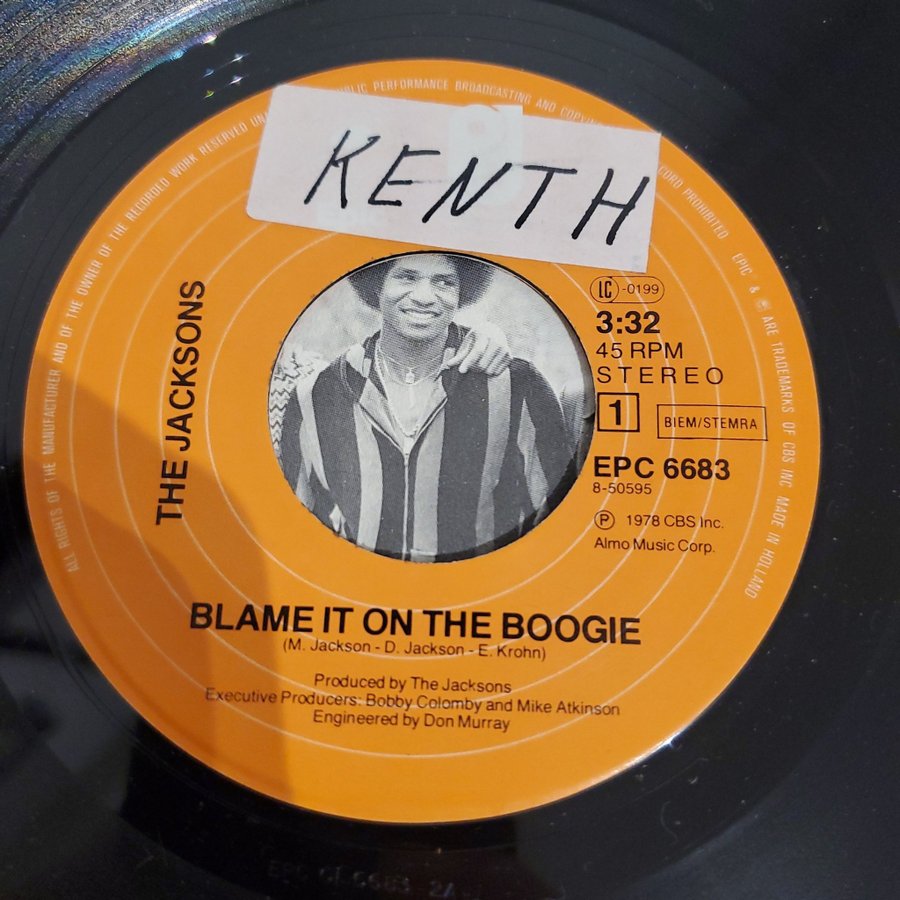 ALL RIGHTS OF THE MANUFACTURER AND OF THE OWNER OF THE RECORDED WORK RESERVED PERFORMANCE BROADCASTING AND RECORD PROHIBITED EPIC & ARE TRADEMARKS OF CBS INC MADE IN HOLLAND
KENTH
THE JACKSONS
LC -0199
3:32
45 RPM
STEREO
1 BIEM/STEMRA
EPC 6683
8-50595
Ⓟ 1978 CBS Inc.
Almo Music Corp.
BLAME IT ON THE BOOGIE
(M. Jackson - D. Jackson - E. Krohn)
Produced by The Jacksons
Executive Producers: Bobby Colomby and Mike Atkinson
Engineered by Don Murray